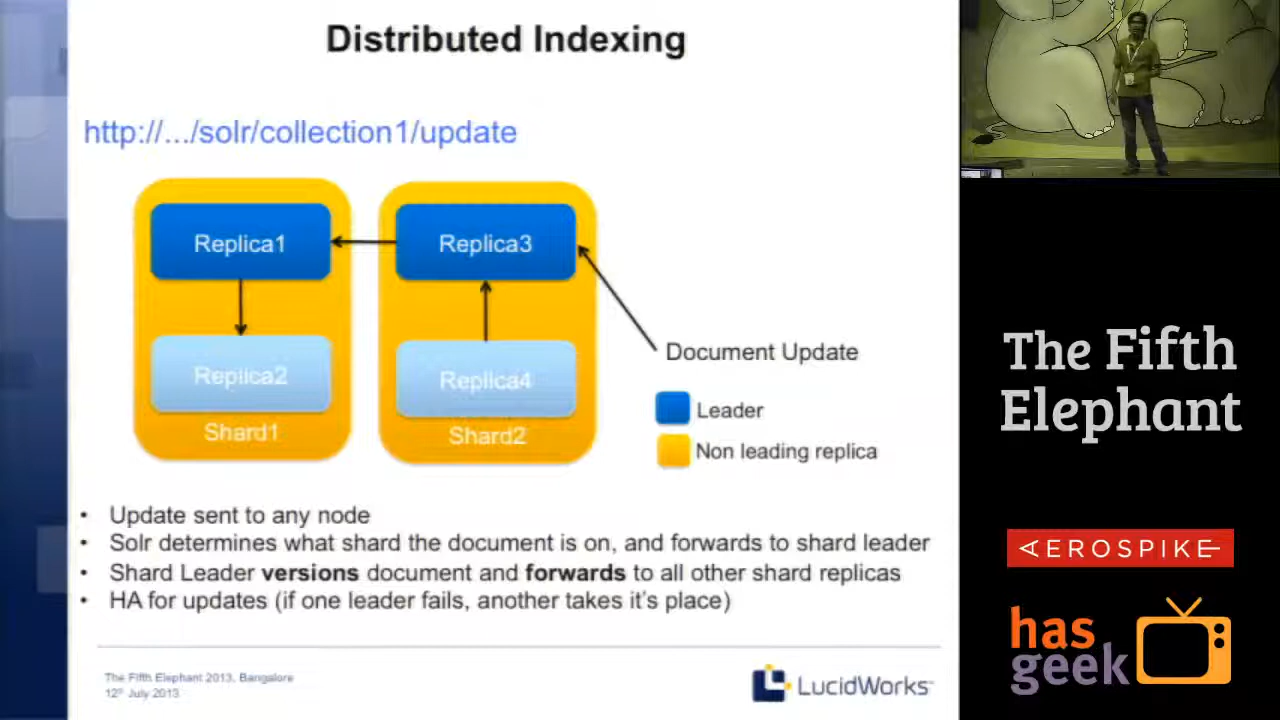 Distributed Indexing
http://.../solr/collection1/update
Replica1
Replica3
Replica2
Replica4
Shard1
Shard2
Document Update
Leader
Non leading replica
• Update sent to any node
• Solr determines what shard the document is on, and forwards to shard leader
• Shard Leader versions document and forwards to all other shard replicas
• HA for updates (if one leader fails, another takes it's place)
The Fifth Elephant 2013, Bangalore
12th July 2013
LucidWorks
The Fifth
Elephant
AEROSPIKE
has
geek